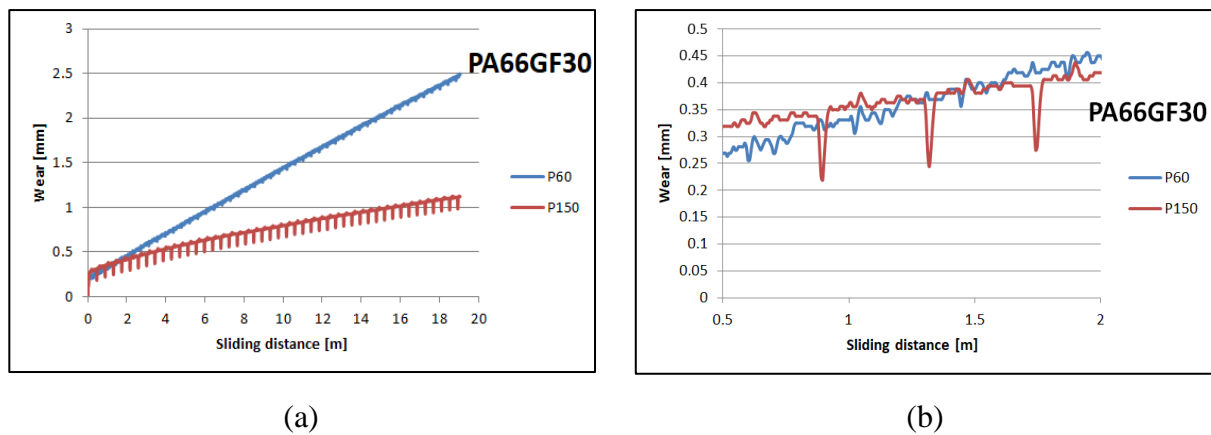 3
2.5
2
1.5
1
0.5
0
Wear [mm]
0 2 4 6 8 10 12 14 16 18 20
Sliding distance [m]
PA66GF30
P60
P150
(a)
0.5
0.45
0.4
0.35
0.3
0.25
0.2
0.15
0.1
0.05
0
Wear [mm]
0.5 1 1.5 2
Sliding distance [m]
PA66GF30
P60
P150
(b)